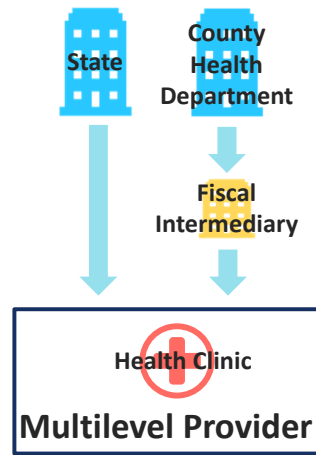 State
County
Health
Department
Fiscal
Intermediary
Health Clinic
Multilevel Provider